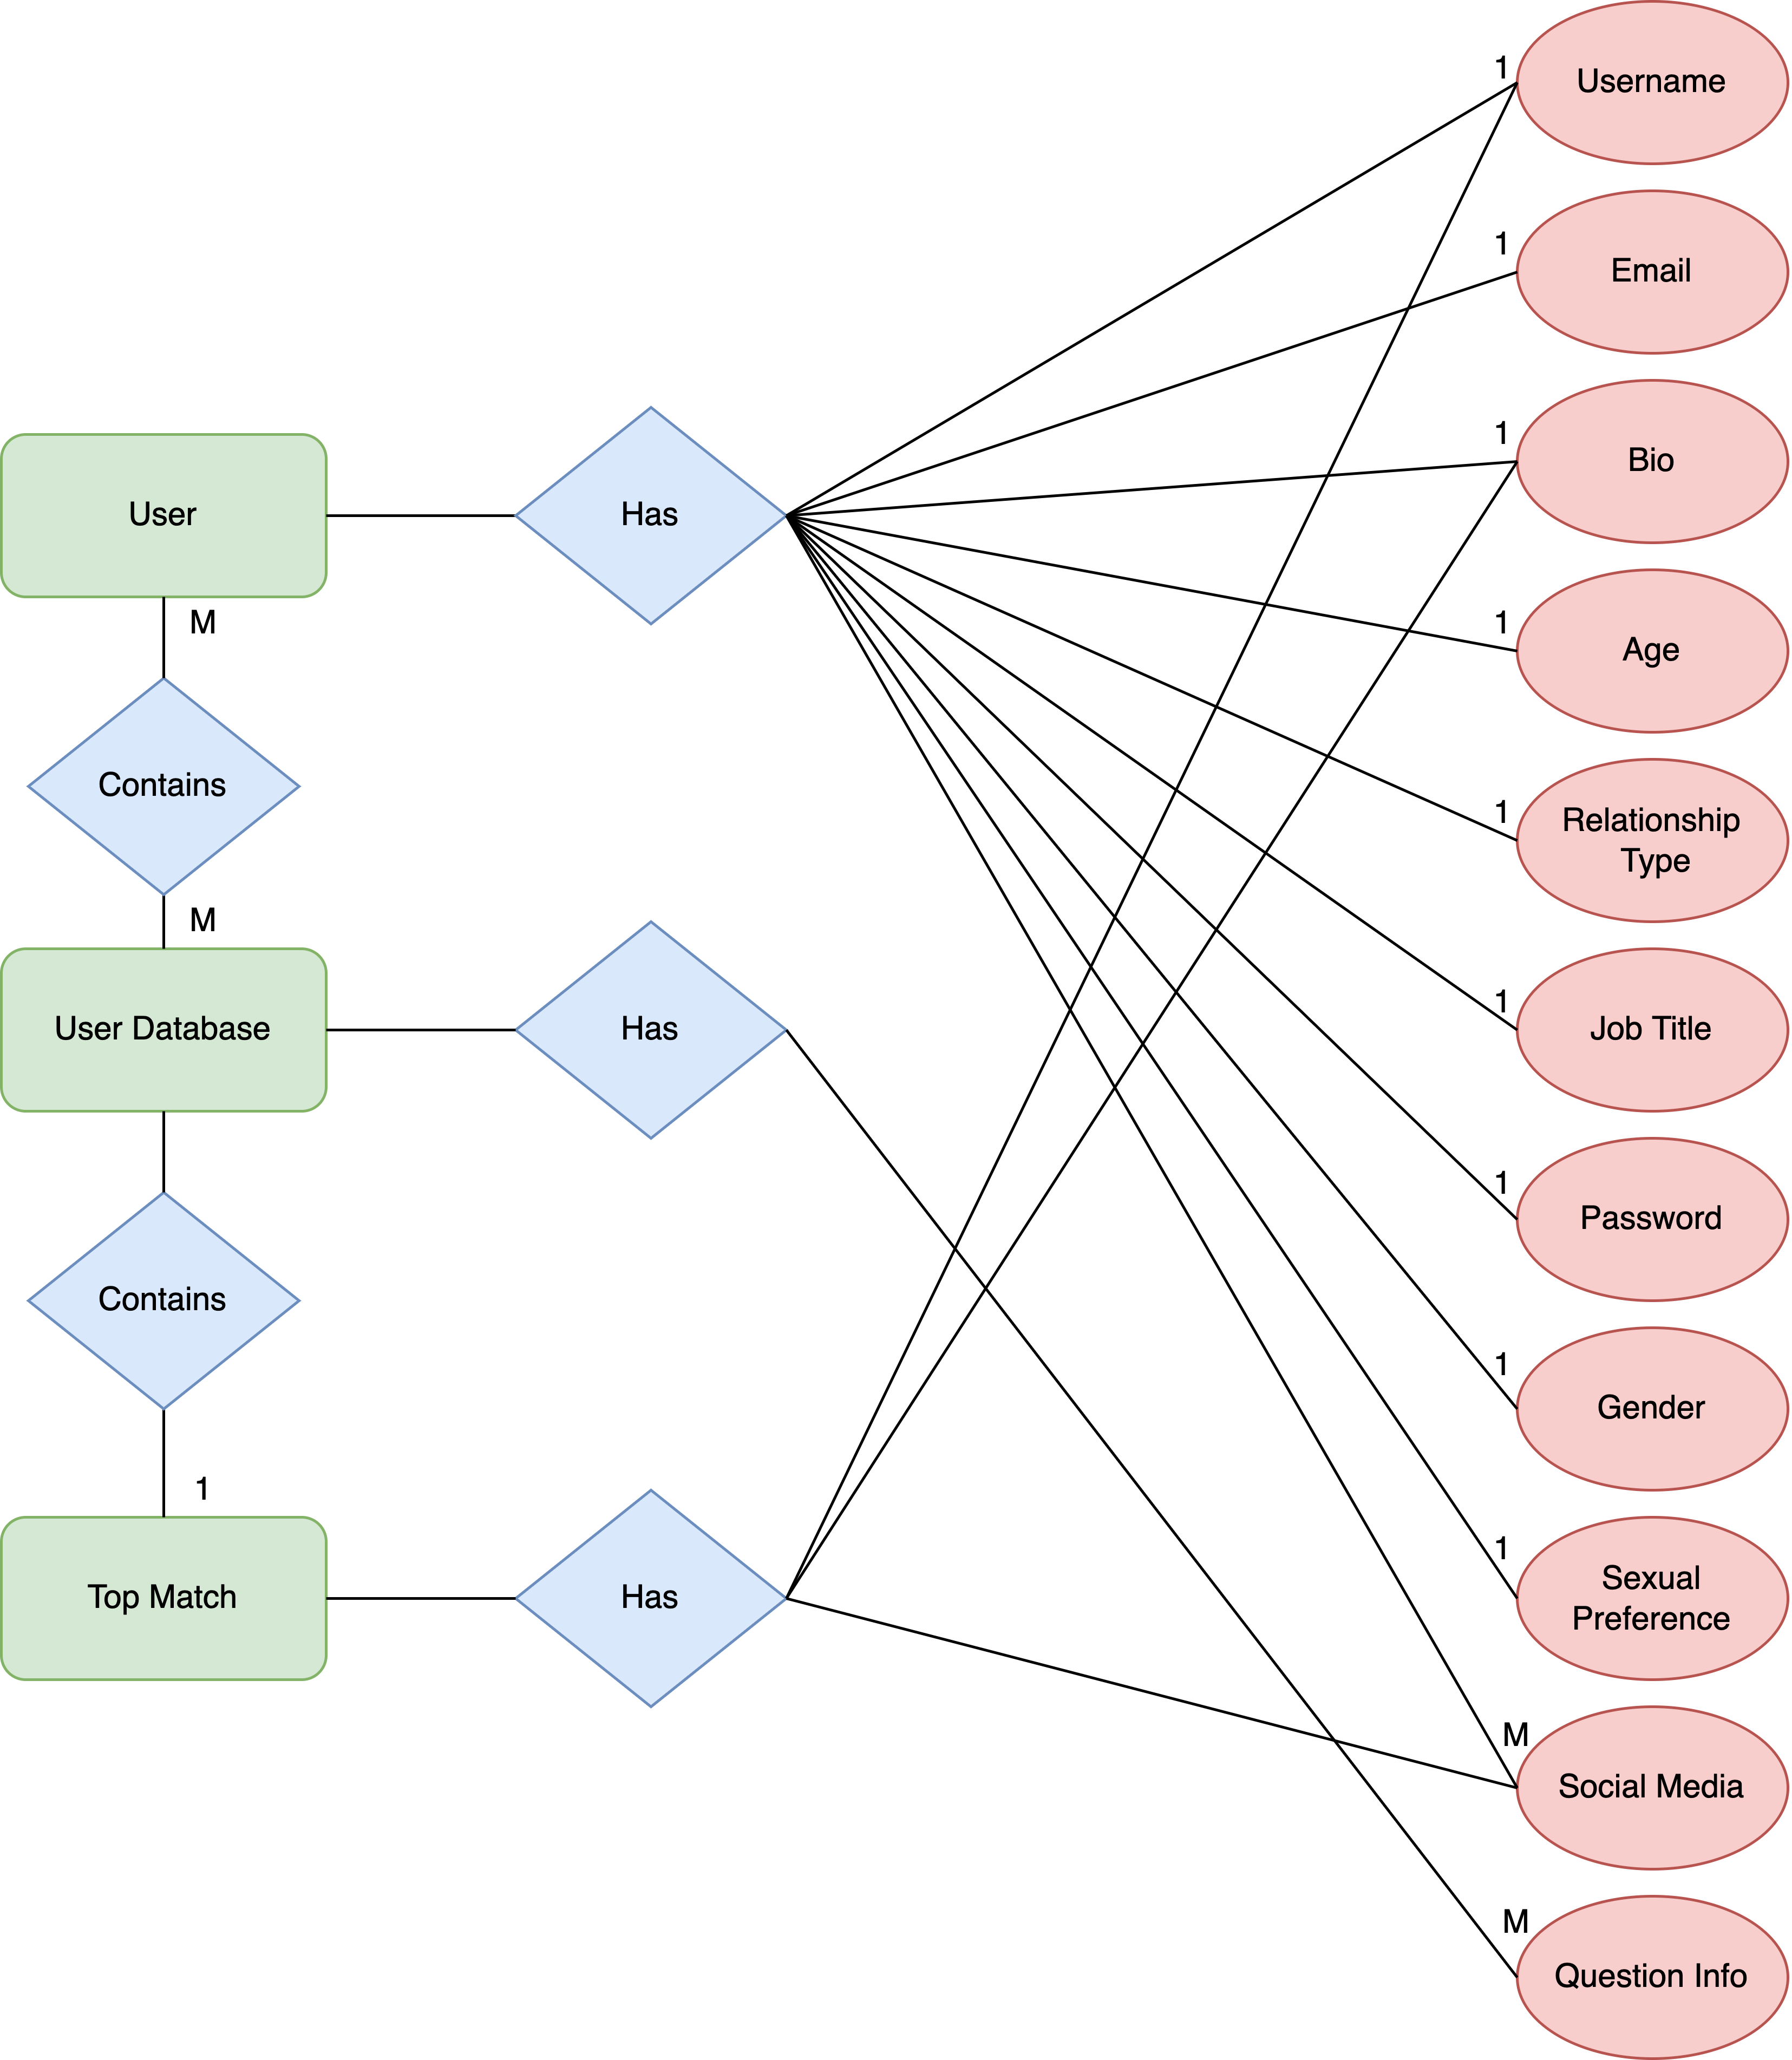 1
Username
1
Email
1
Bio
User
Has
1
Age
M
Contains
1
Relationship
Type
M
User Database
Has
1
Job Title
1
Password
Contains
1
Gender
1
Top Match
Has
1
Sexual
Preference
M
Social Media
M
Question Info